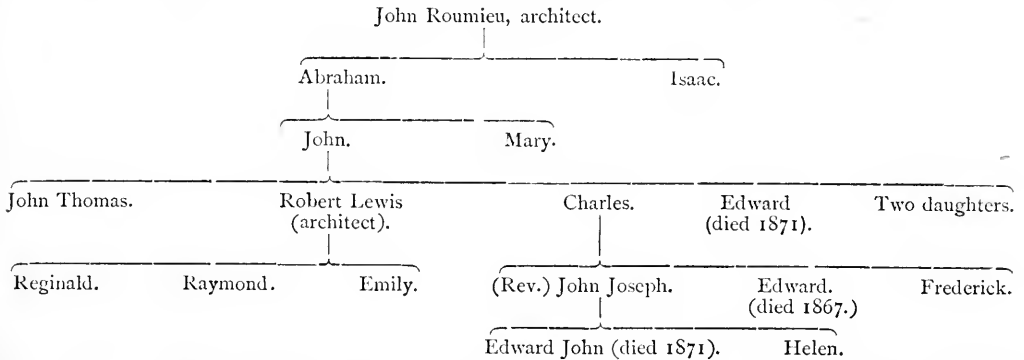 John Roumieu, architect.
Abraham. Isaac.
John. Mary.
John Thomas. Robert Lewis Charles. Edward Two daughters.
(architect). (died 1871).
Reginald. Raymond. Emily. (Rev.) John Joseph. Edward. Frederick.
(died 1867.)
Edward John (died 1871). Helen.